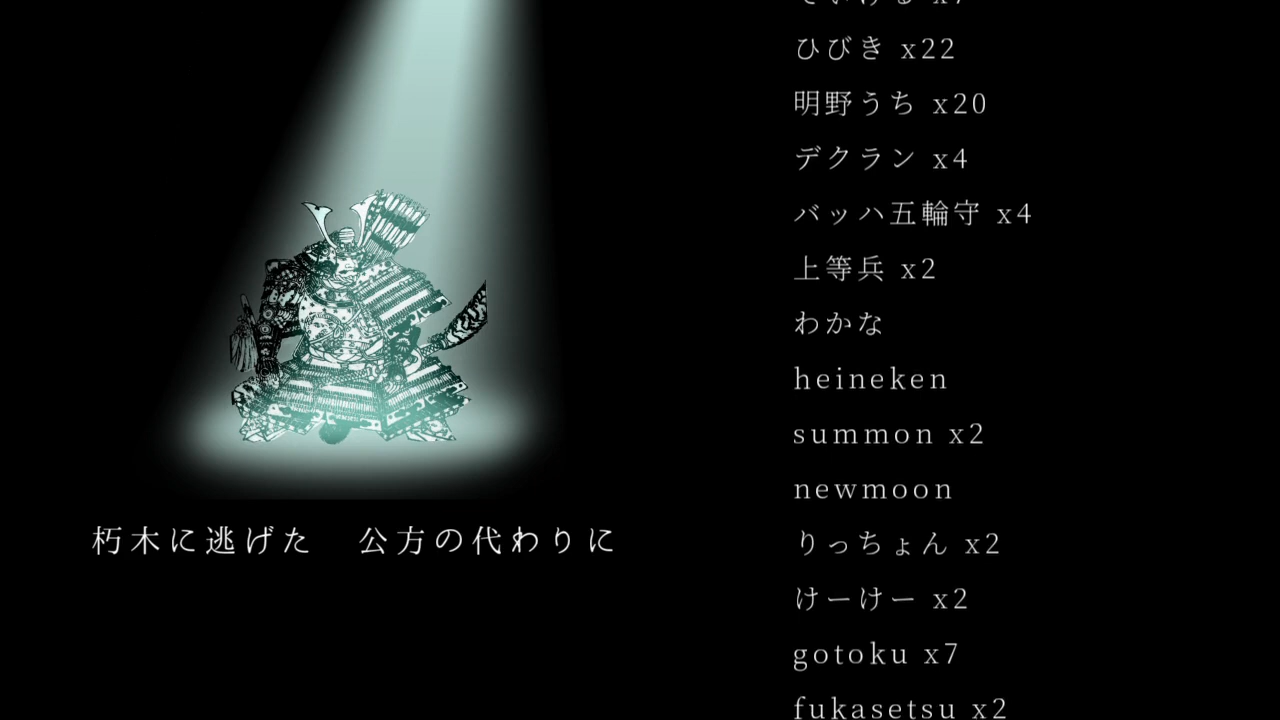 朽木に逃げた　公方の代わりに
ひびき x22
明野うち x20
デクラン x4
バッハ五輪守 x4
上等兵 x2
わかな
heineken
summon x2
newmoon
りっちょん x2
けーけー x2
gotoku x7
fukasetsu x2